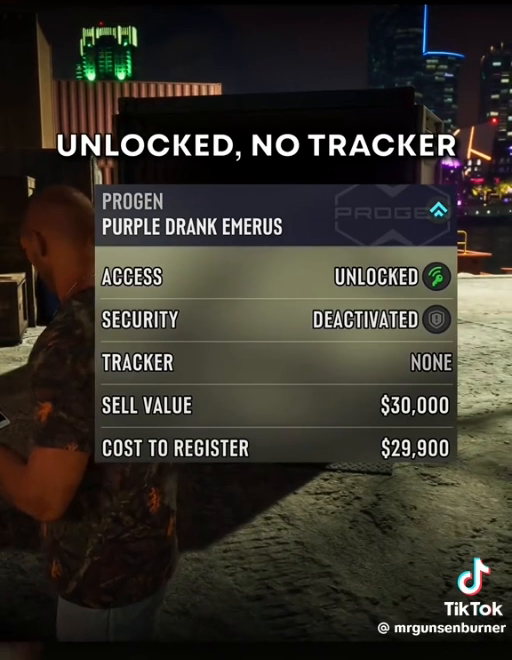 UNLOCKED, NO TRACKER
PROGEN
PROGEN
PURPLE DRANK EMERUS
ACCESS UNLOCKED
SECURITY DEACTIVATED
TRACKER NONE
SELL VALUE $30,000
COST TO REGISTER $29,900
TikTok
@ mrgunsenburner